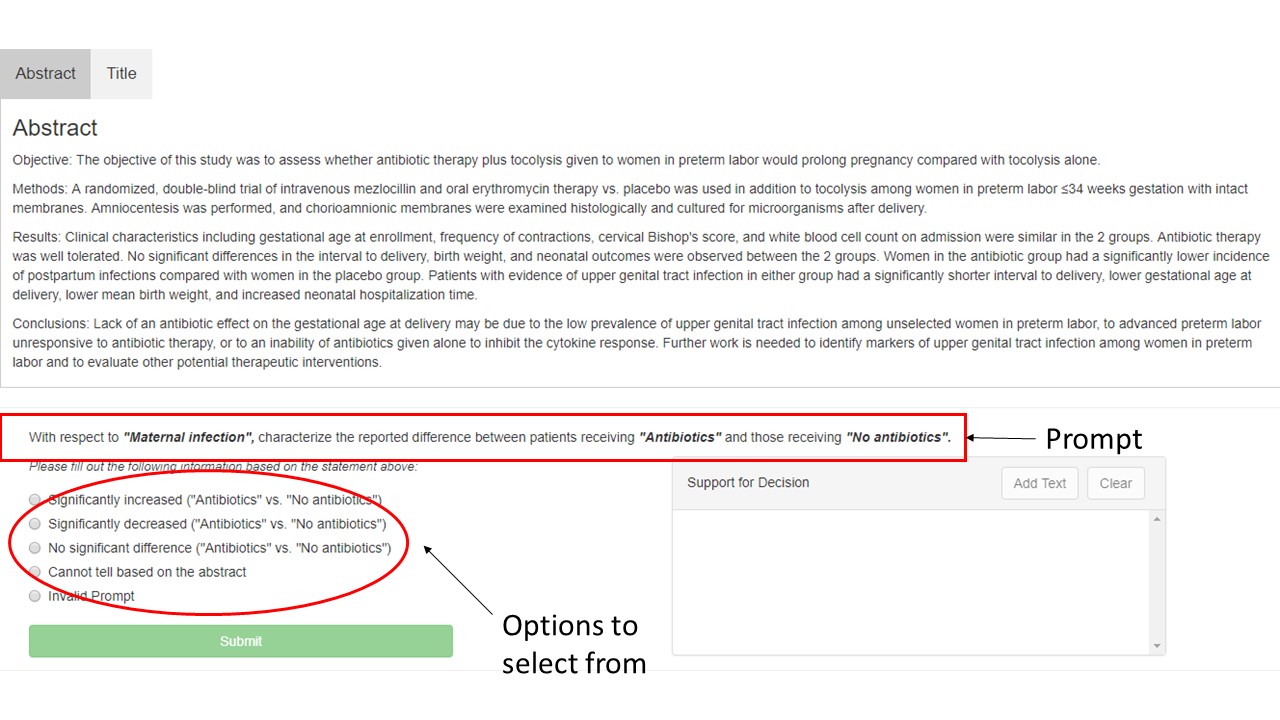 Abstract Title
Abstract
Objective: The objective of this study was to assess whether antibiotic therapy plus tocolysis given to women in preterm labor would prolong pregnancy compared with tocolysis alone.
Methods: A randomized, double-blind trial of intravenous mezlocillin and oral erythromycin therapy vs. placebo was used in addition to tocolysis among women in preterm labor ≤34 weeks gestation with intact
membranes. Amniocentesis was performed, and chorioamnionic membranes were examined histologically and cultured for microorganisms after delivery.
Results: Clinical characteristics including gestational age at enrollment, frequency of contractions, cervical Bishop's score, and white blood cell count on admission were similar in the 2 groups. Antibiotic therapy
was well tolerated. No significant differences in the interval to delivery, birth weight, and neonatal outcomes were observed between the 2 groups. Women in the antibiotic group had a significantly lower incidence
of postpartum infections compared with women in the placebo group. Patients with evidence of upper genital tract infection in either group had a significantly shorter interval to delivery, lower gestational age at
delivery, lower mean birth weight, and increased neonatal hospitalization time.
Conclusions: Lack of an antibiotic effect on the gestational age at delivery may be due to the low prevalence of upper genital tract infection among unselected women in preterm labor, to advanced preterm labor
unresponsive to antibiotic therapy, or to an inability of antibiotics given alone to inhibit the cytokine response. Further work is needed to identify markers of upper genital tract infection among women in preterm
labor and to evaluate other potential therapeutic interventions.
With respect to "Maternal infection", characterize the reported difference between patients receiving "Antibiotics" and those receiving "No antibiotics".
Prompt
Please fill out the following information based on the statement above:
Significantly increased ("Antibiotics" vs. "No antibiotics")
Significantly decreased ("Antibiotics" vs. "No antibiotics")
No significant difference ("Antibiotics" vs. "No antibiotics")
Cannot tell based on the abstract
Invalid Prompt
Submit
Support for Decision
Add Text Clear
Options to
select from